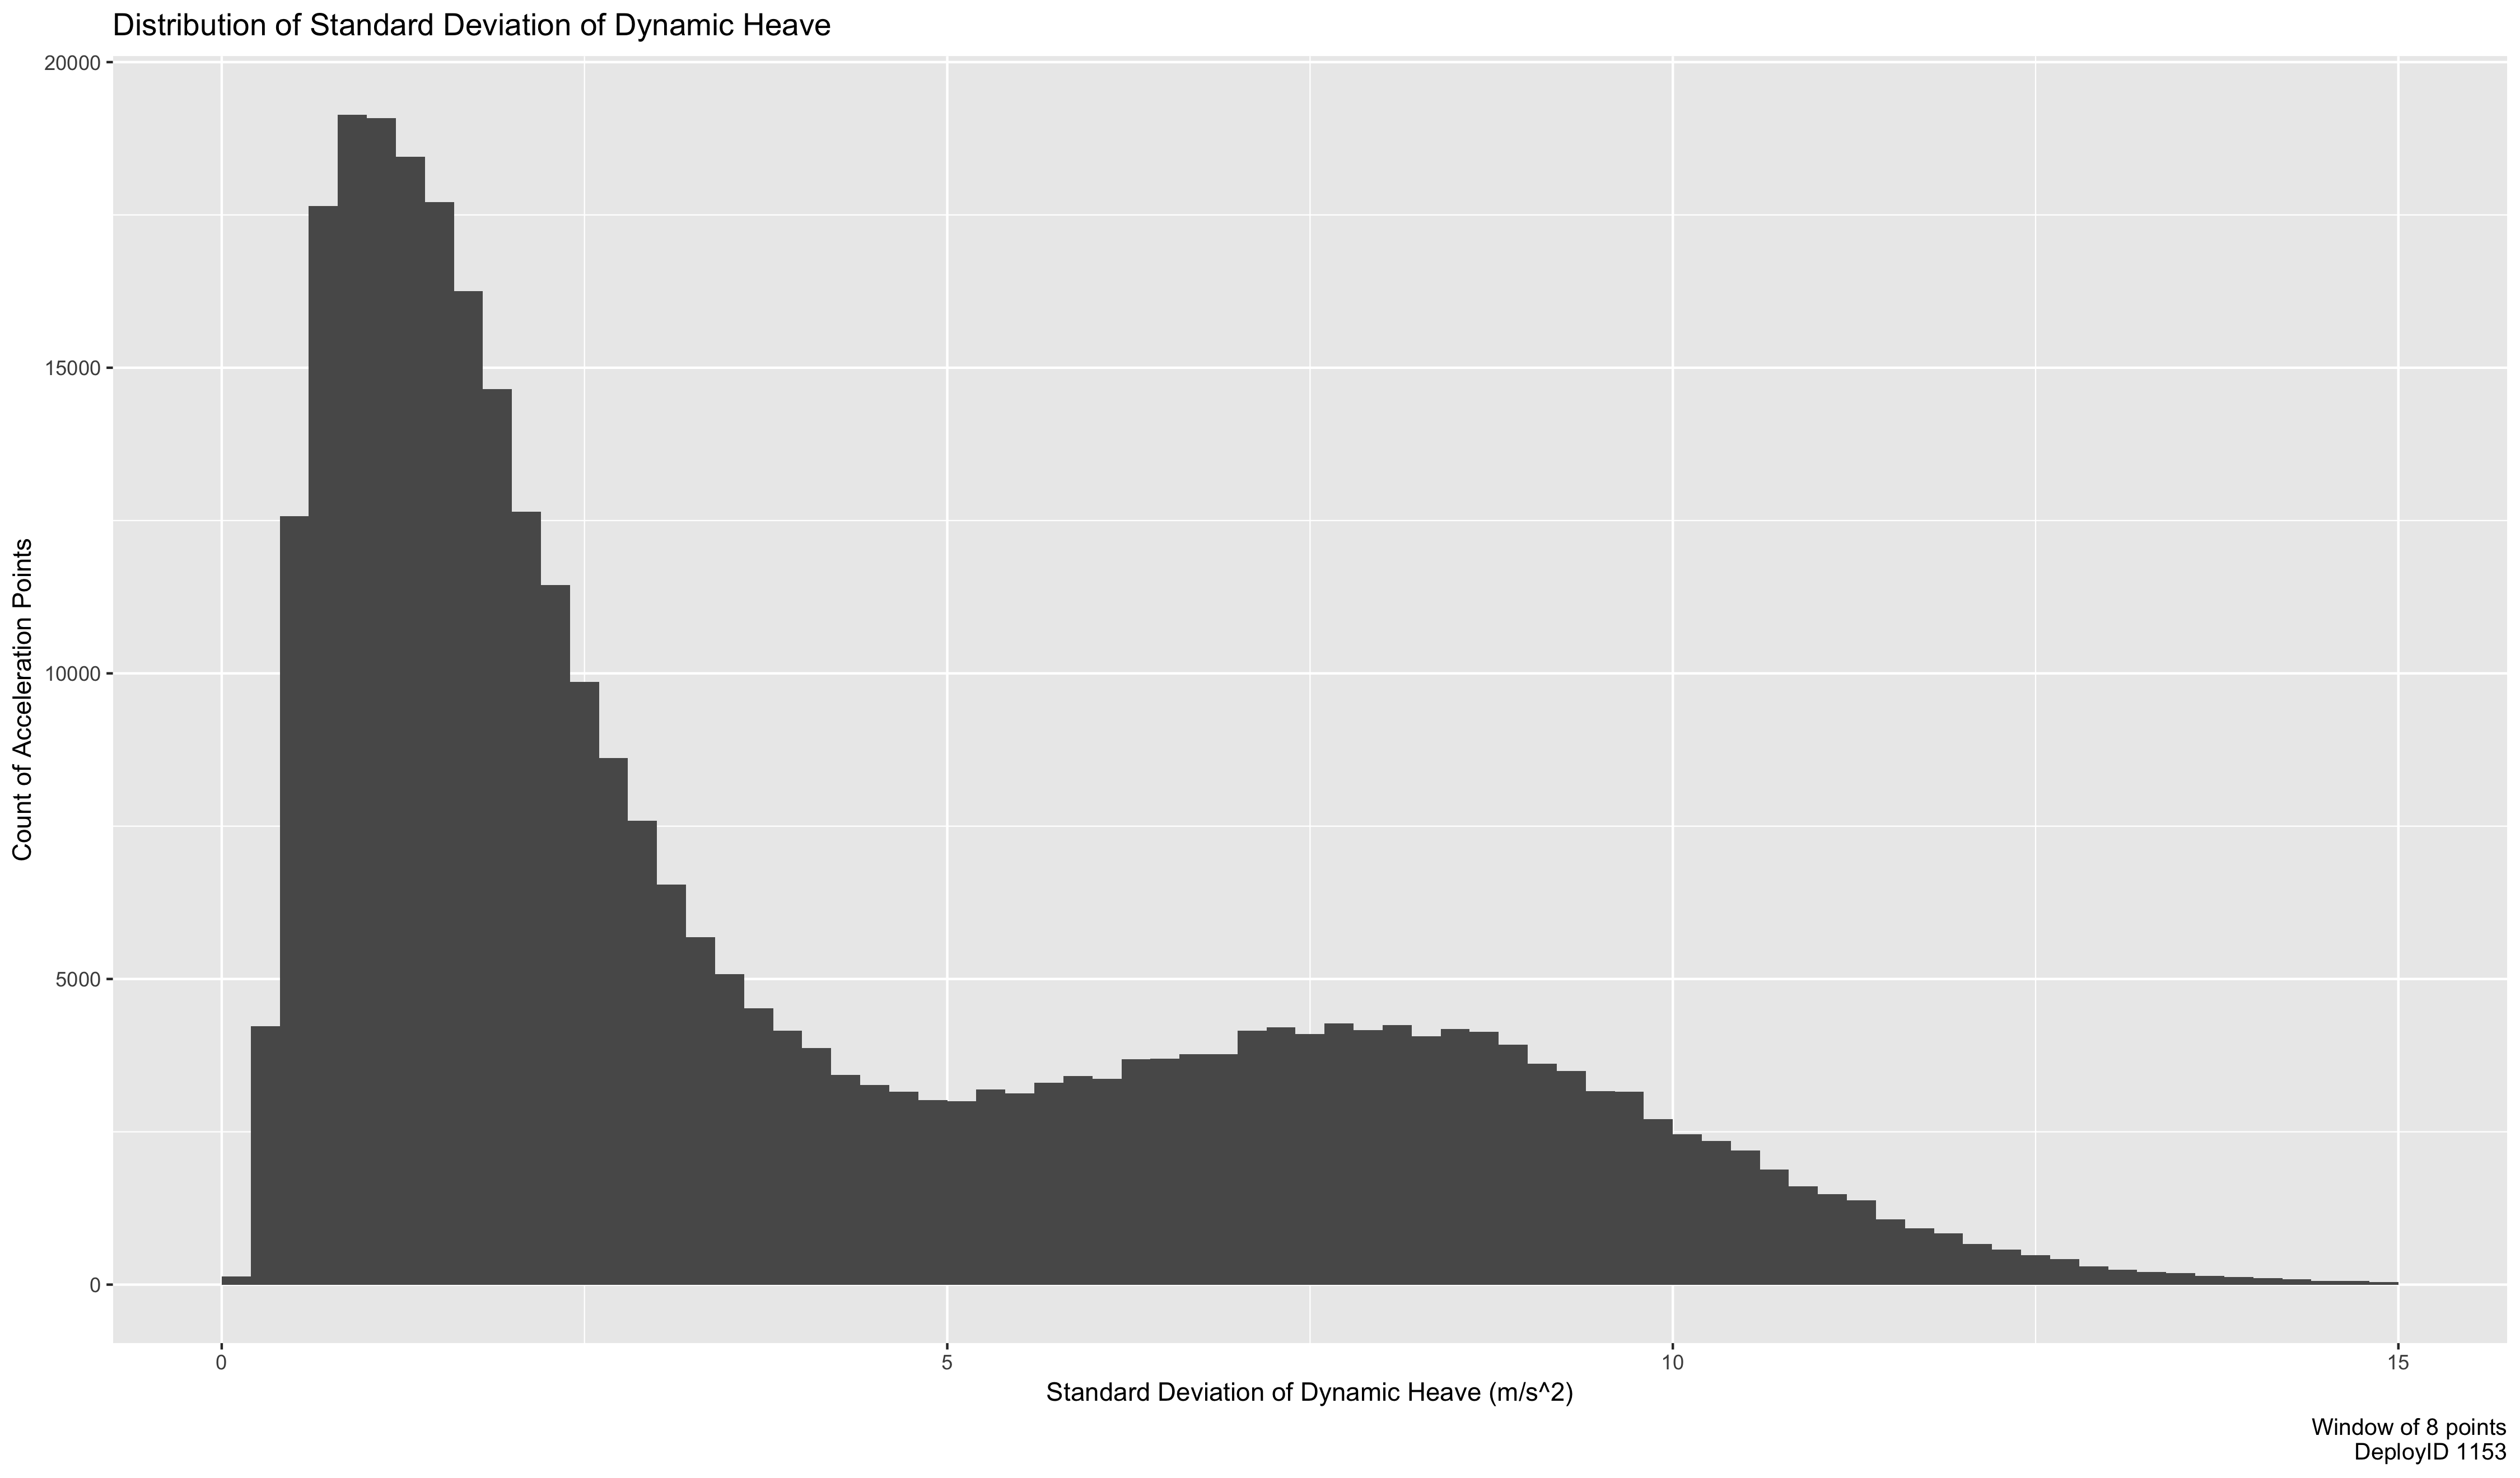 Distribution of Standard Deviation of Dynamic Heave
20000
15000
10000
5000
0
Count of Acceleration Points
0
5
10
15
Standard Deviation of Dynamic Heave (m/s^2)
Window of 8 points
DeployID 1153